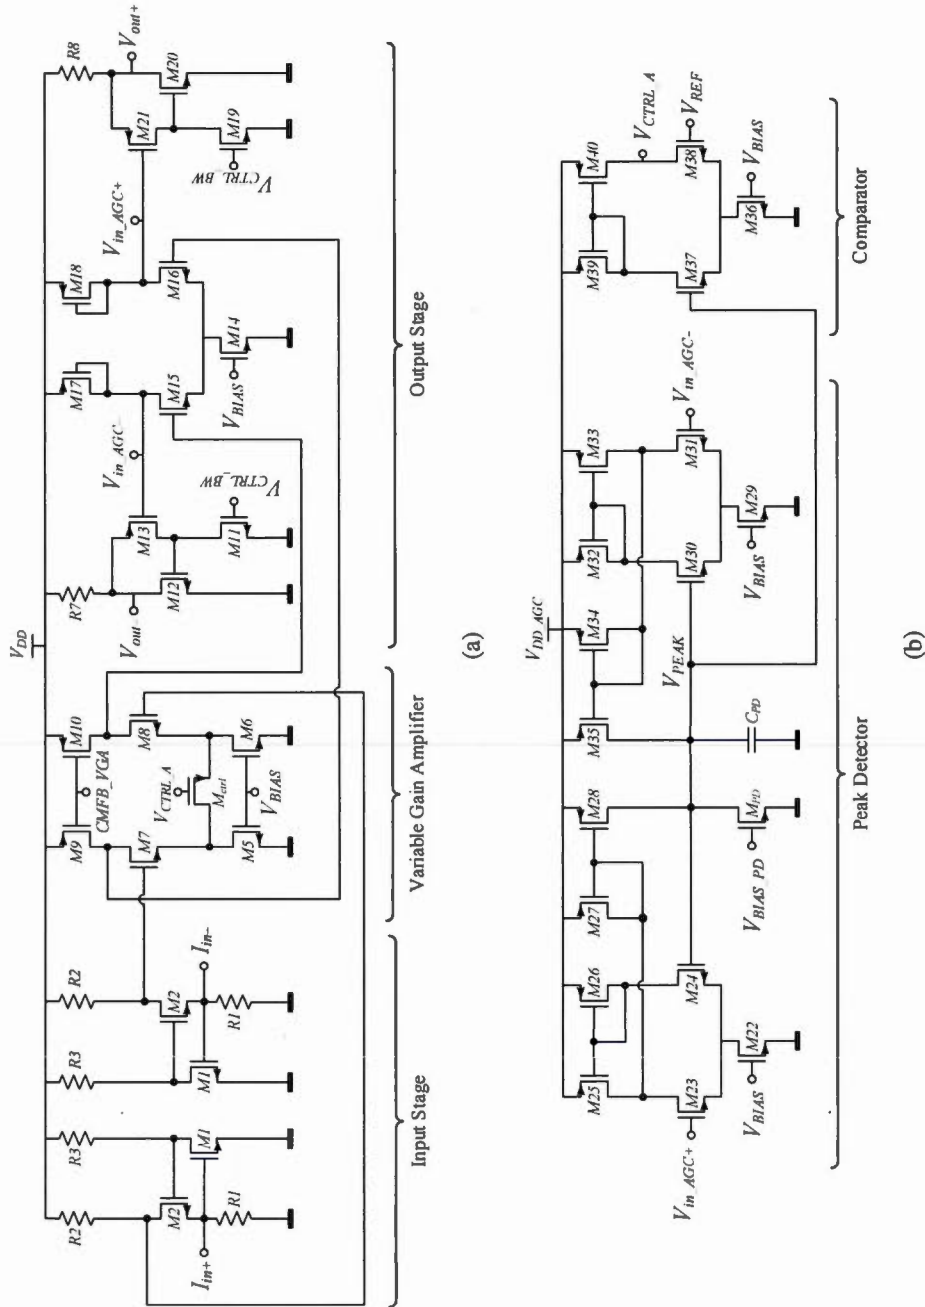 V_DD
R2
R3
R3
R2
M2
M1
M1
M2
R1
R1
I_in+
I_in-
M9
M10
CMFB_VGA
M7
M8
V_CTRL_A
M_ctrl
M5
M6
V_BIAS
R7
V_out-
M12
M13
M11
V_CTRL_BW
V_in_AGC-
M17
M18
M15
M16
V_BIAS
M14
V_in_AGC+
R8
V_out+
M21
M20
M19
V_CTRL_BW
Input Stage
Variable Gain Amplifier
Output Stage
(a)
V_DD_AGC
M25
M26
M27
M28
M35
M34
M32
M33
M39
M40
V_in_AGC+
M23
M24
V_BIAS
M22
V_BIAS_PD
M_PD
C_PD
V_PEAK
M30
M31
V_in_AGC-
V_BIAS
M29
M37
M38
V_CTRL_A
V_REF
M36
V_BIAS
Peak Detector
Comparator
(b)